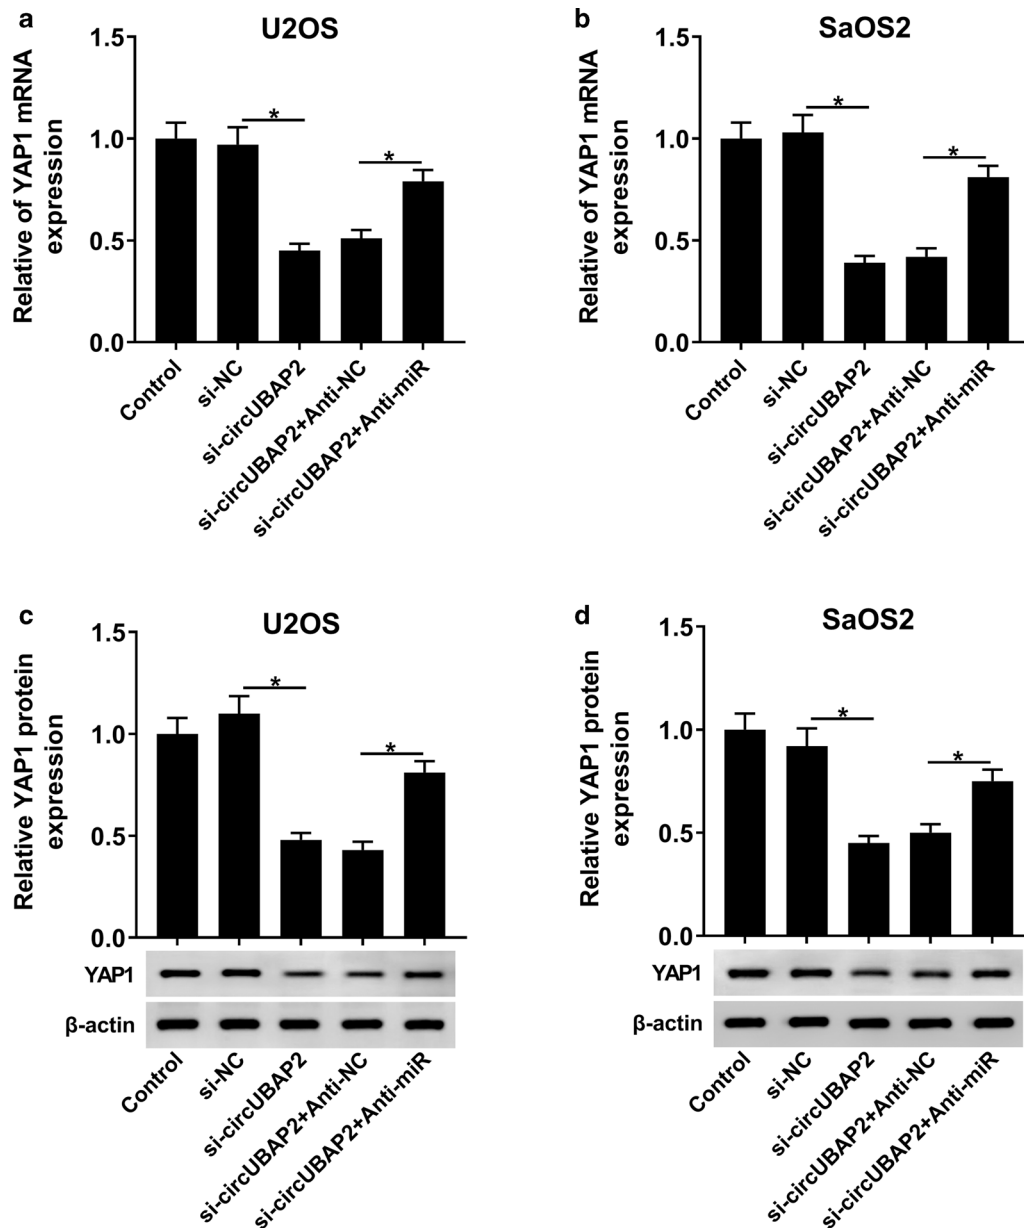 a
U2OS
Relative of YAP1 mRNA
expression
1.5
1.0
0.5
0.0
*
*
Control
si-NC
si-circUBAP2
si-circUBAP2+Anti-NC
si-circUBAP2+Anti-miR
b
SaOS2
Relative of YAP1 mRNA
expression
1.5
1.0
0.5
0.0
*
*
Control
si-NC
si-circUBAP2
si-circUBAP2+Anti-NC
si-circUBAP2+Anti-miR
c
U2OS
Relative YAP1 protein
expression
1.5
1.0
0.5
0.0
*
*
YAP1
β-actin
Control
si-NC
si-circUBAP2
si-circUBAP2+Anti-NC
si-circUBAP2+Anti-miR
d
SaOS2
Relative YAP1 protein
expression
1.5
1.0
0.5
0.0
*
*
YAP1
β-actin
Control
si-NC
si-circUBAP2
si-circUBAP2+Anti-NC
si-circUBAP2+Anti-miR